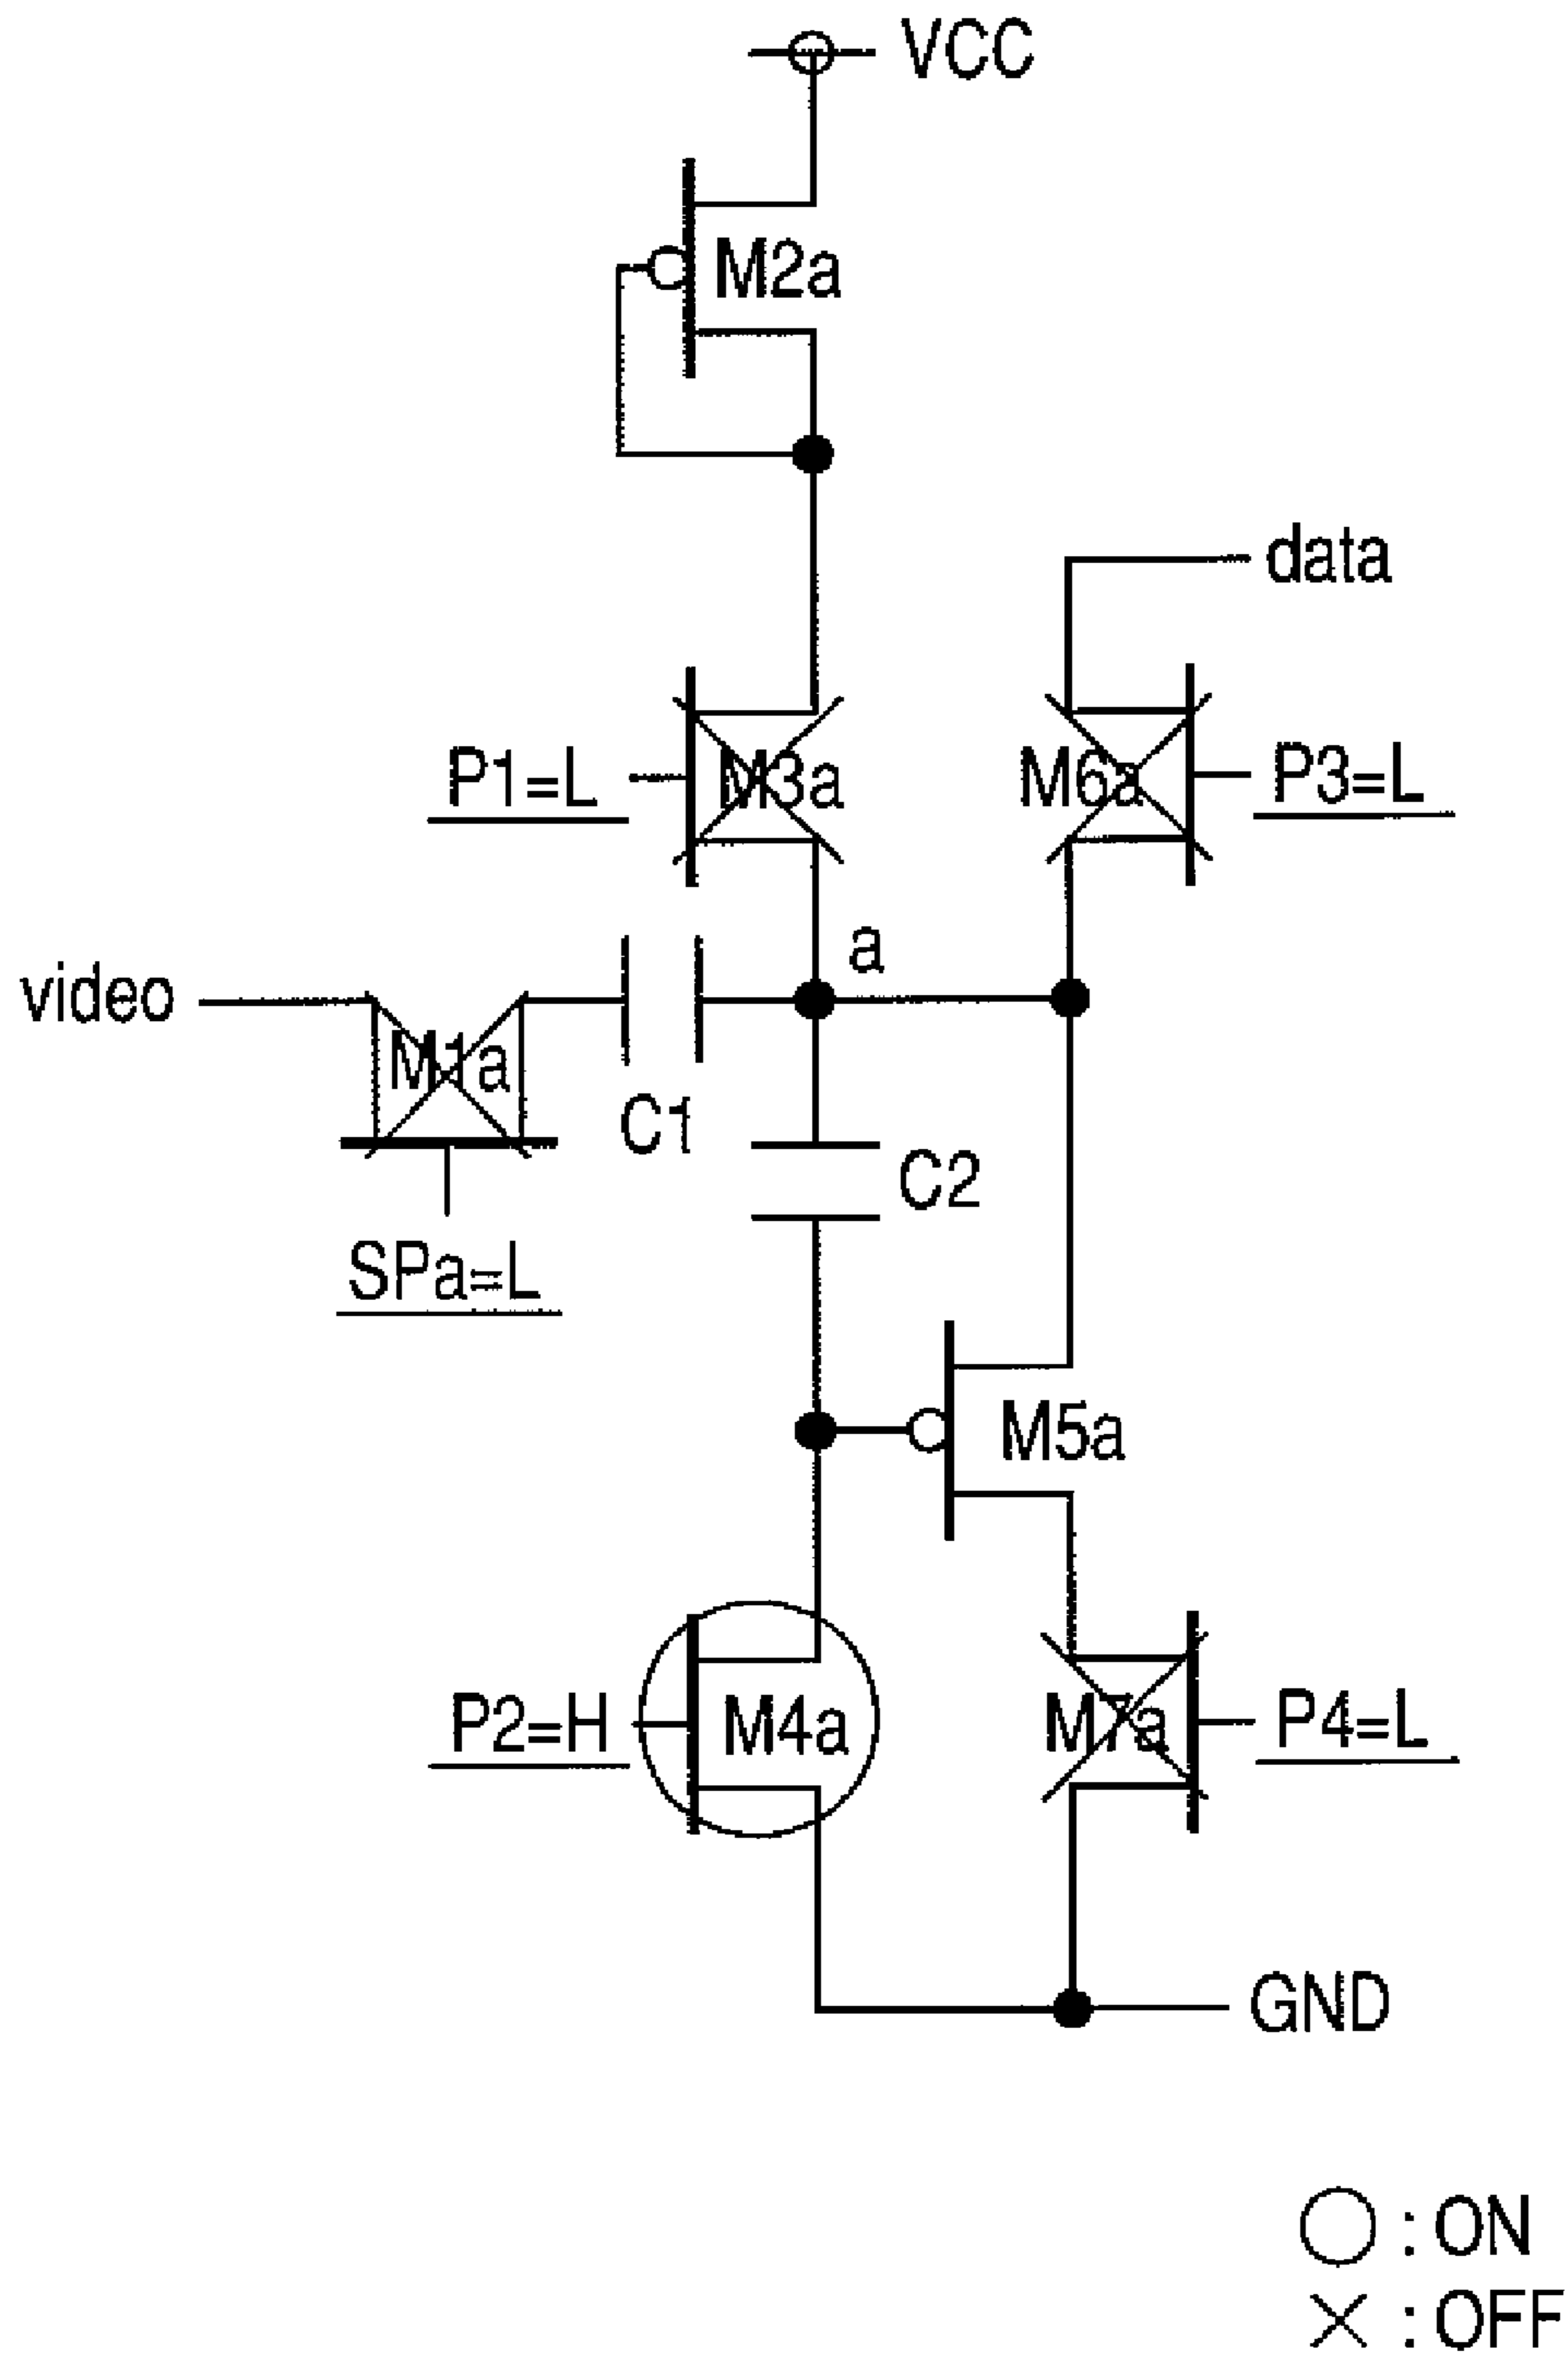 VCC
M2a
data
P1=L
M3a
M6a
P3=L
a
video
M1a
C1
C2
SPa=L
M5a
P2=H
M4a
M7a
P4=L
GND
: ON
: OFF